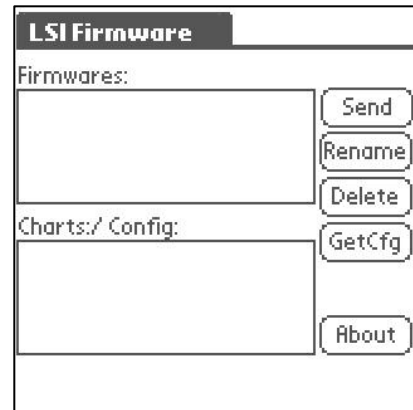 LSI Firmware
Firmwares:
Send
Rename
Delete
Charts:/ Config:
GetCfg
About